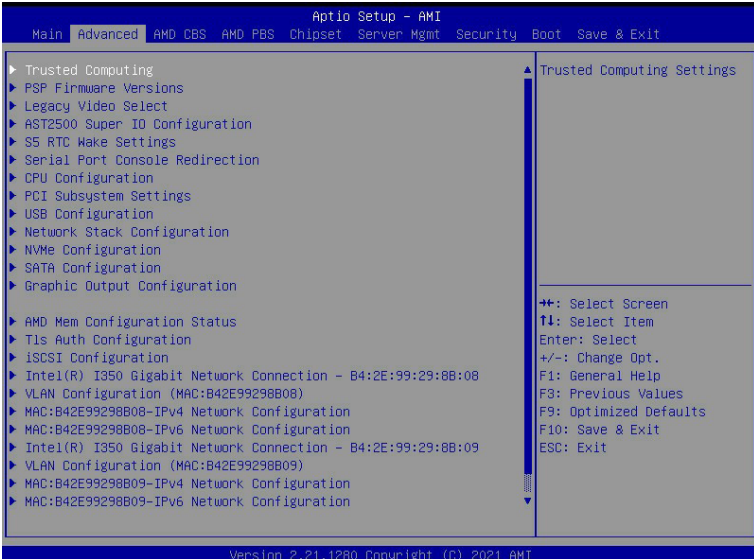 Aptio Setup - AMI
Main Advanced AMD CBS AMD PBS Chipset Server Mgmt Security Boot Save & Exit
Trusted Computing
PSP Firmware Versions
Legacy Video Select
AST2500 Super IO Configuration
S5 RTC Wake Settings
Serial Port Console Redirection
CPU Configuration
PCI Subsystem Settings
USB Configuration
Network Stack Configuration
NVMe Configuration
SATA Configuration
Graphic Output Configuration
AMD Mem Configuration Status
Tls Auth Configuration
iSCSI Configuration
Intel(R) I350 Gigabit Network Connection - B4:2E:99:29:8B:08
VLAN Configuration (MAC:B42E99298B08)
MAC:B42E99298B08-IPv4 Network Configuration
MAC:B42E99298B08-IPv6 Network Configuration
Intel(R) I350 Gigabit Network Connection - B4:2E:99:29:8B:09
VLAN Configuration (MAC:B42E99298B09)
MAC:B42E99298B09-IPv4 Network Configuration
MAC:B42E99298B09-IPv6 Network Configuration
Trusted Computing Settings
→←: Select Screen
↑↓: Select Item
Enter: Select
+/-: Change Opt.
F1: General Help
F3: Previous Values
F9: Optimized Defaults
F10: Save & Exit
ESC: Exit
Version 2.21.1280 Copyright (C) 2021 AMI